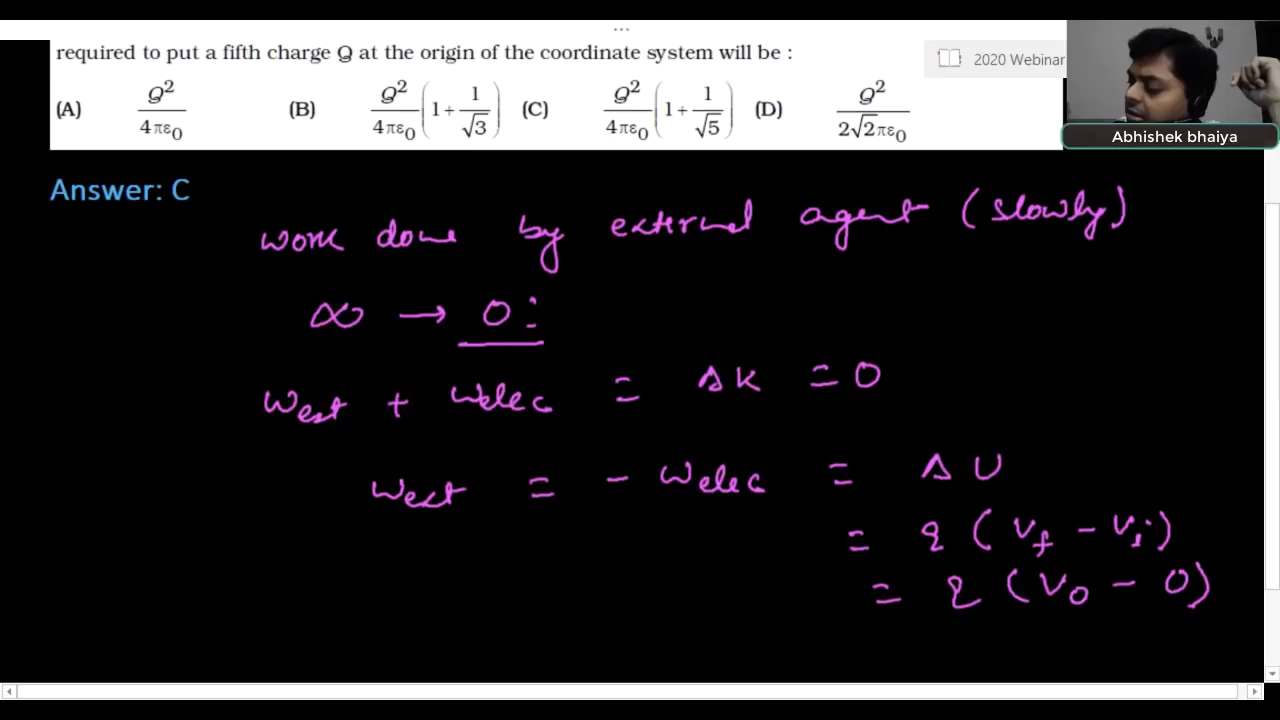 ...
required to put a fifth charge Q at the origin of the coordinate system will be :
2020 Webinar
(A) Q²/4πε₀ (B) Q²/4πε₀ (1 + 1/√3) (C) Q²/4πε₀ (1 + 1/√5) (D) Q²/2√2πε₀
Abhishek bhaiya
Answer: C
work done by external agent (slowly)
∞ → O :
West + Welec = ΔK = 0
Wext = - Welec = ΔU
= q (Vf - Vi)
= q (V₀ - 0)